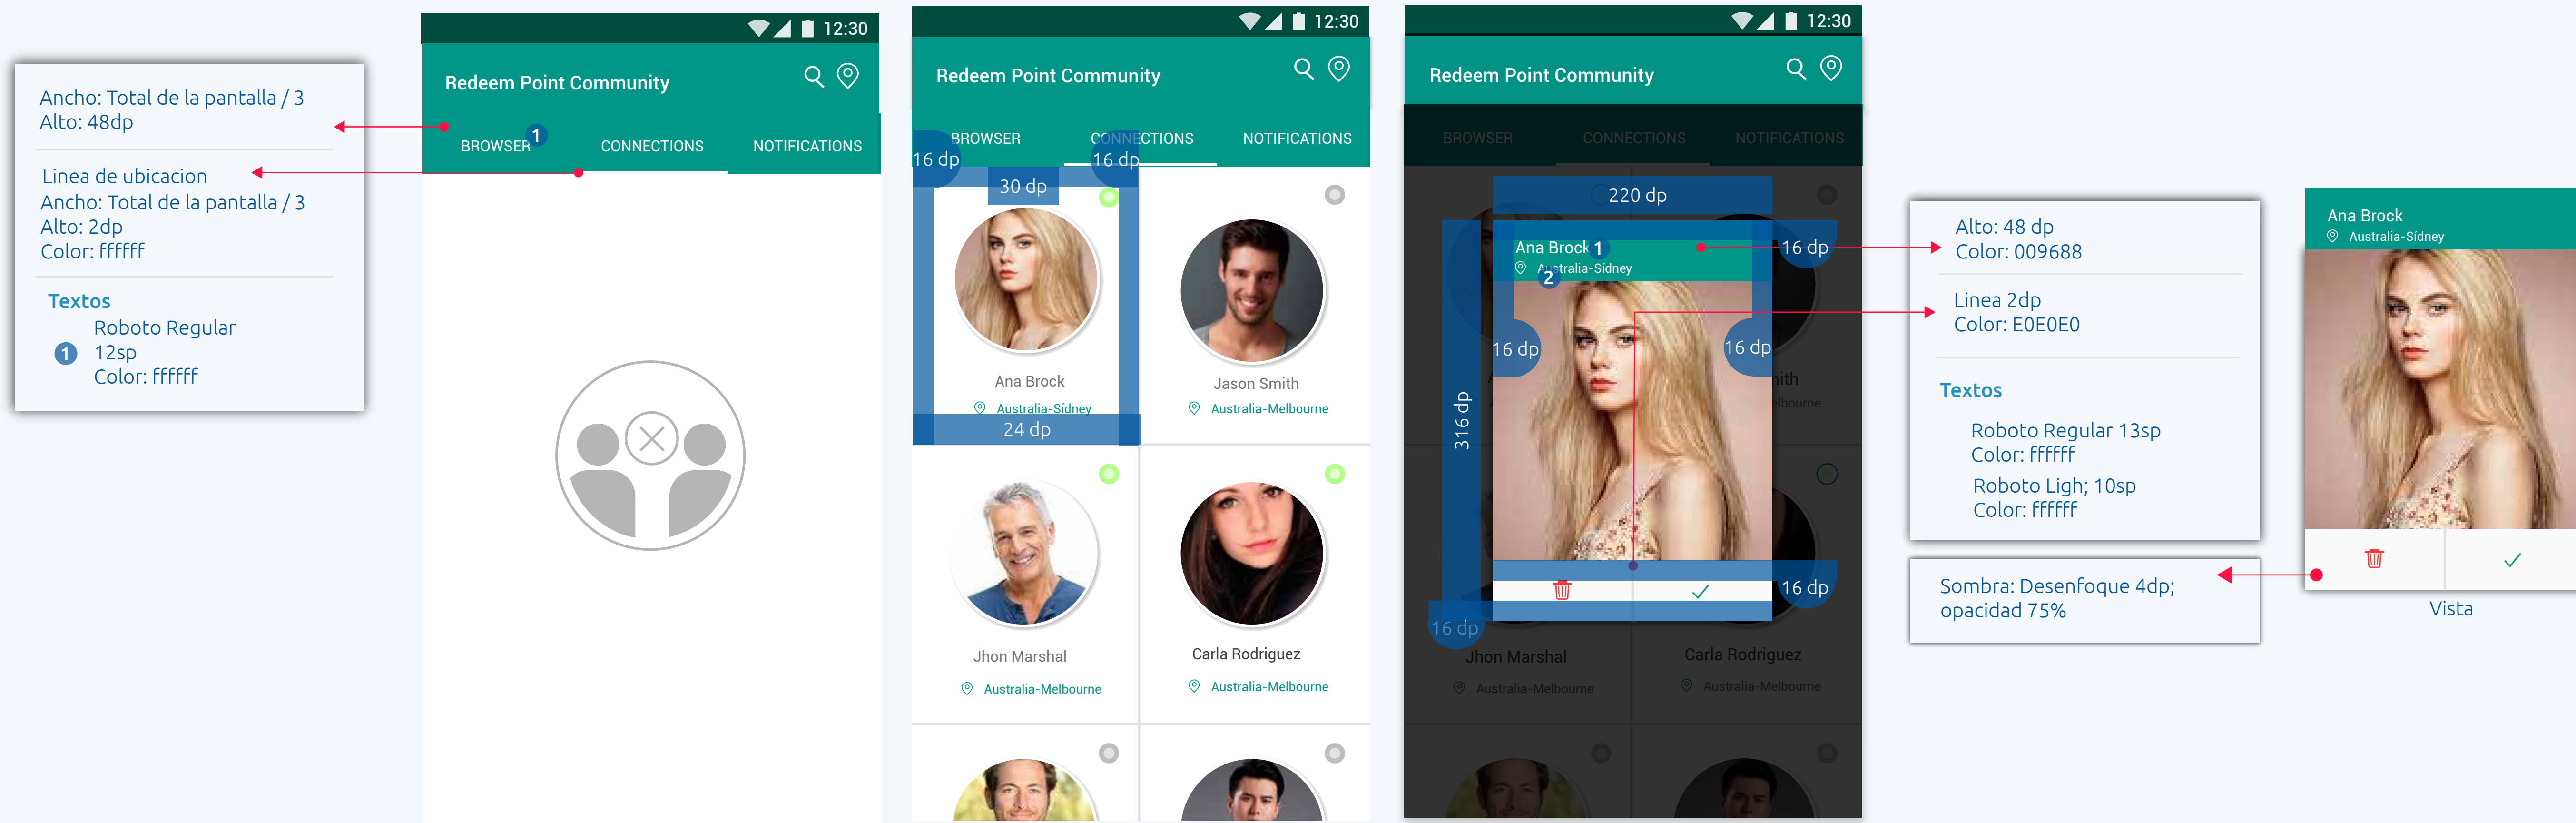 Ancho: Total de la pantalla / 3
Alto: 48dp
Linea de ubicacion
Ancho: Total de la pantalla / 3
Alto: 2dp
Color: ffffff
Textos
Roboto Regular
1
12sp
Color: ffffff
12:30
Redeem Point Community
BROWSER
1
CONNECTIONS
NOTIFICATIONS
12:30
Redeem Point Community
BROWSER
CONNECTIONS
NOTIFICATIONS
16 dp
16 dp
30 dp
Ana Brock
Australia-Sídney
24 dp
Jason Smith
Australia-Melbourne
Jhon Marshal
Australia-Melbourne
Carla Rodriguez
Australia-Melbourne
12:30
Redeem Point Community
BROWSER
CONNECTIONS
NOTIFICATIONS
220 dp
Ana Brock
1
16 dp
Australia-Sídney
2
16 dp
16 dp
316 dp
16 dp
16 dp
Jhon Marshal
Australia-Melbourne
Carla Rodriguez
Australia-Melbourne
Alto: 48 dp
Color: 009688
Linea 2dp
Color: E0E0E0
Textos
Roboto Regular 13sp
Color: ffffff
Roboto Ligh; 10sp
Color: ffffff
Sombra: Desenfoque 4dp;
opacidad 75%
Ana Brock
Australia-Sídney
Vista